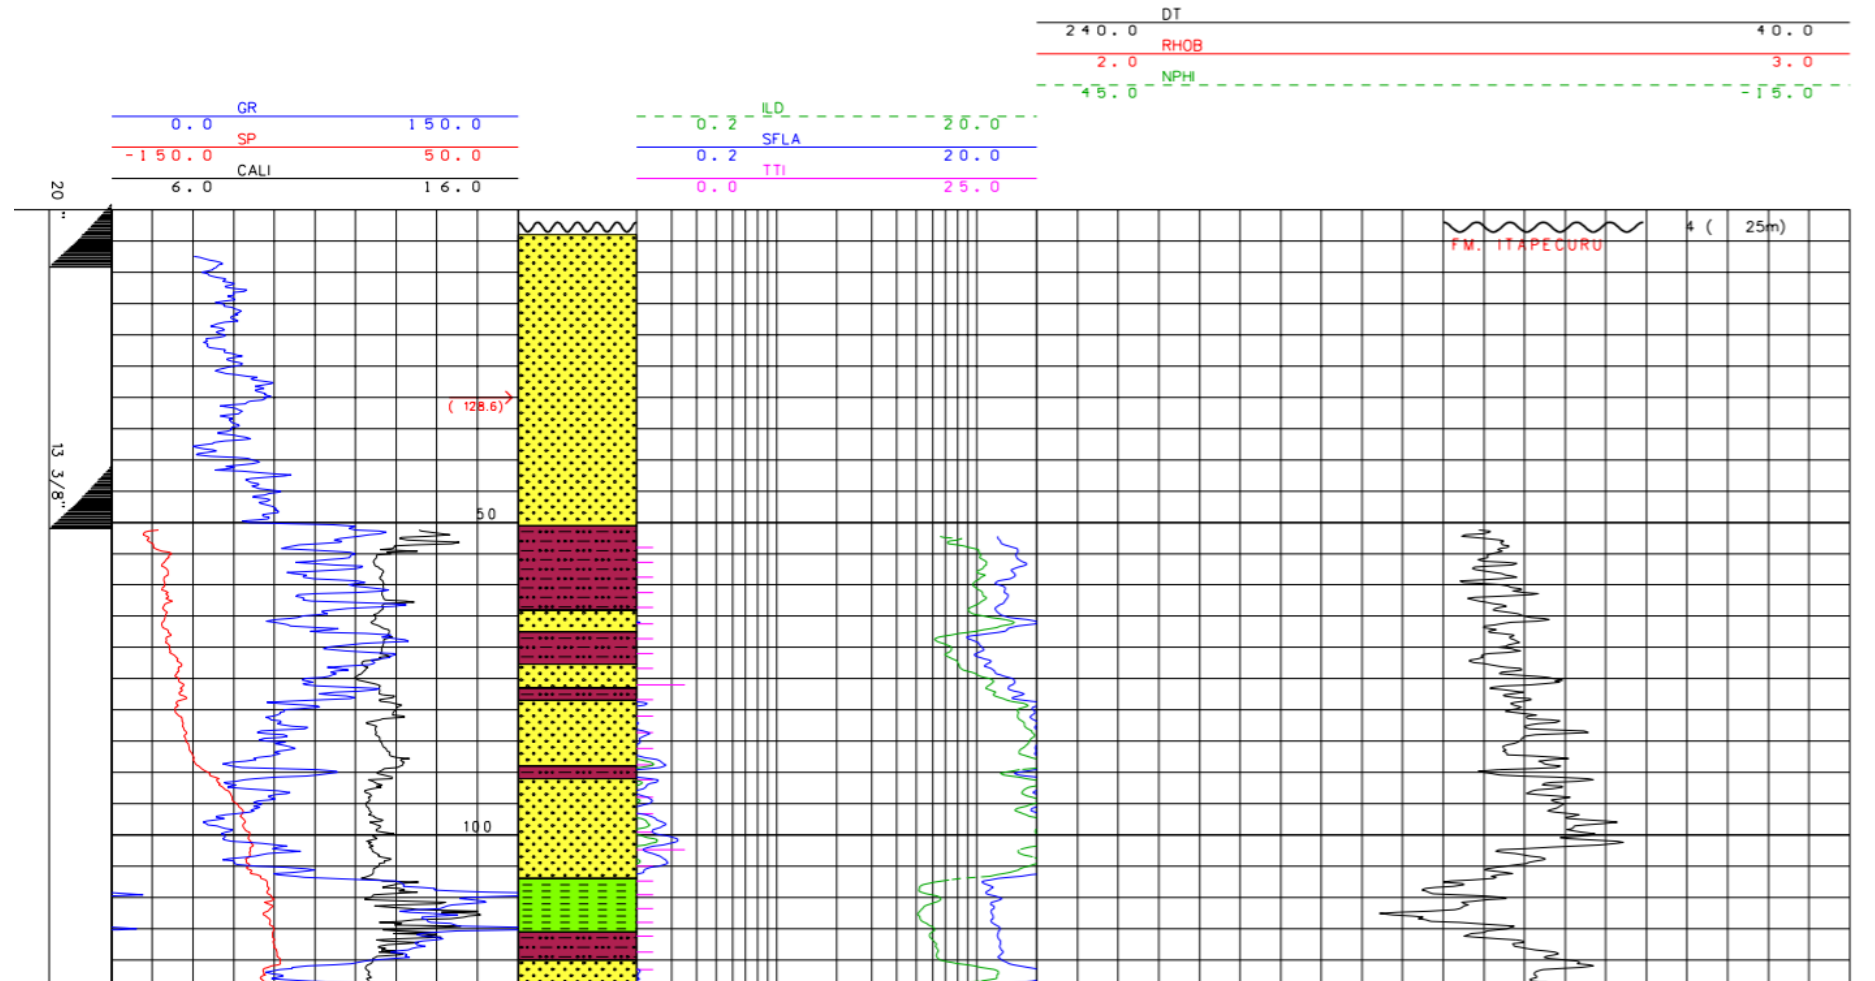 DT
240.0 40.0
RHOB
2.0 3.0
NPHI
45.0 -15.0
GR
0.0 150.0
SP
-150.0 50.0
CALI
6.0 16.0
ILD
0.2 20.0
SFLA
0.2 20.0
TTI
0.0 25.0
20 "
4 ( 25m)
FM. ITAPECURU
( 128.6)
13 3/8"
50
100